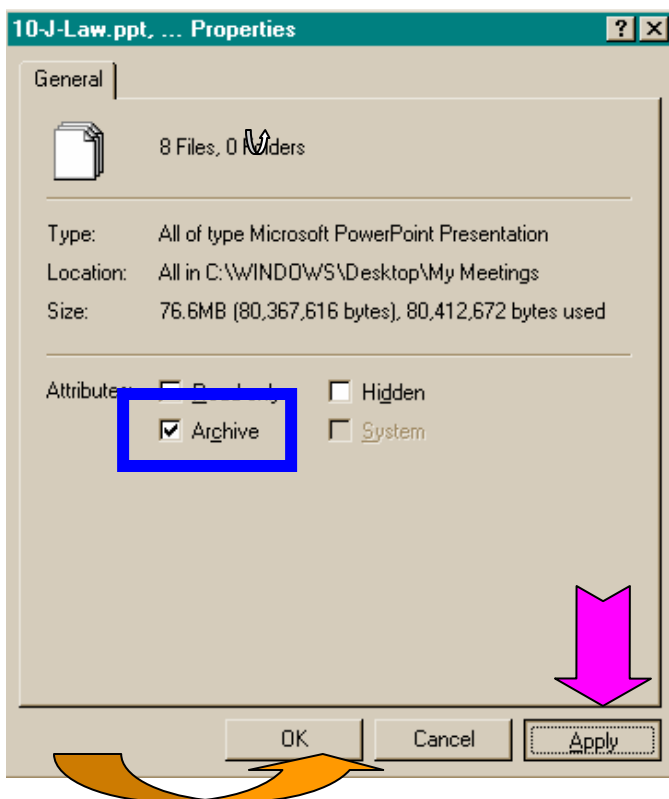 10-J-Law.ppt, ... Properties
General
8 Files, 0
Type: All of type Microsoft PowerPoint Presentation
Location: All in C:\WINDOWS\Desktop\My Meetings
Size: 76.6MB (80,367,616 bytes), 80,412,672 bytes used
Attributes: Hidden
Archive System
OK Cancel Apply